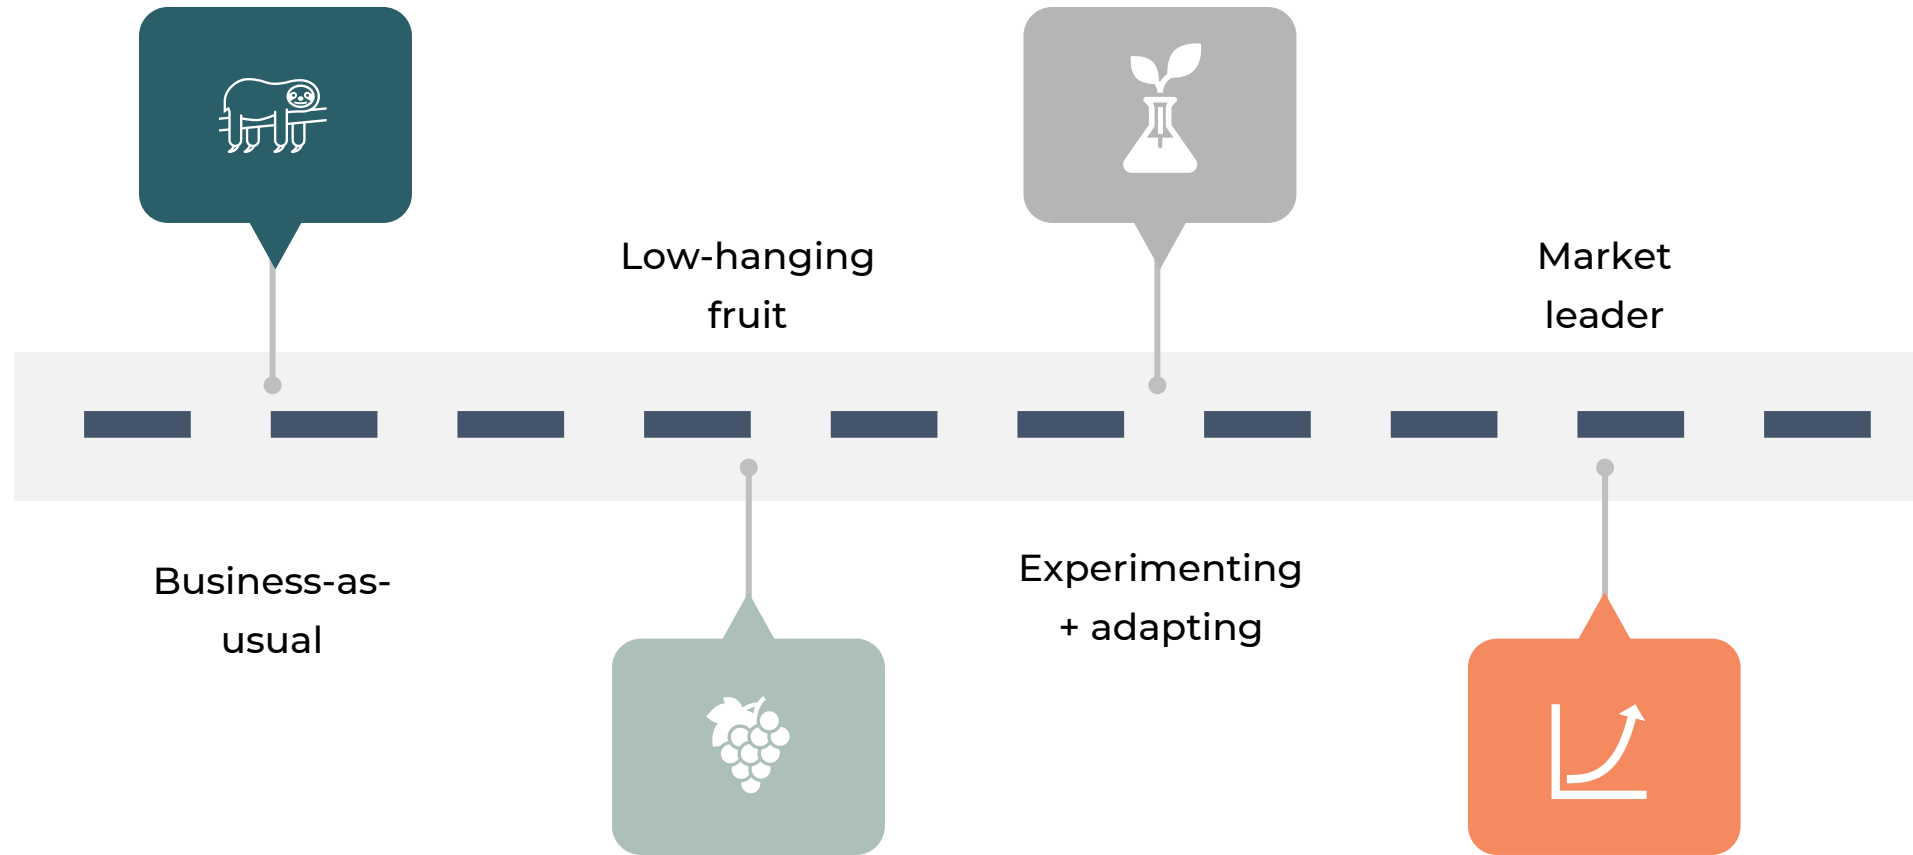 Low-hanging
fruit
Market
leader
Business-as-
usual
Experimenting
+ adapting